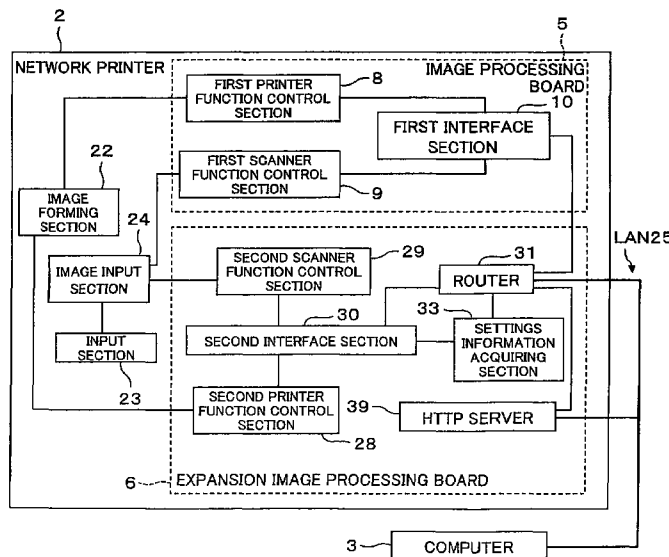 2
5
NETWORK PRINTER
IMAGE PROCESSING
BOARD
8
FIRST PRINTER
FUNCTION CONTROL
SECTION
10
FIRST INTERFACE
SECTION
22
FIRST SCANNER
FUNCTION CONTROL
SECTION
9
IMAGE
FORMING
SECTION
24
29
LAN25
IMAGE INPUT
SECTION
SECOND SCANNER
FUNCTION CONTROL
SECTION
31
ROUTER
30
33
INPUT
SECTION
SECOND INTERFACE SECTION
SETTINGS
INFORMATION
ACQUIRING
SECTION
23
SECOND PRINTER
FUNCTION CONTROL
SECTION
39
HTTP SERVER
28
6
EXPANSION IMAGE PROCESSING BOARD
3
COMPUTER